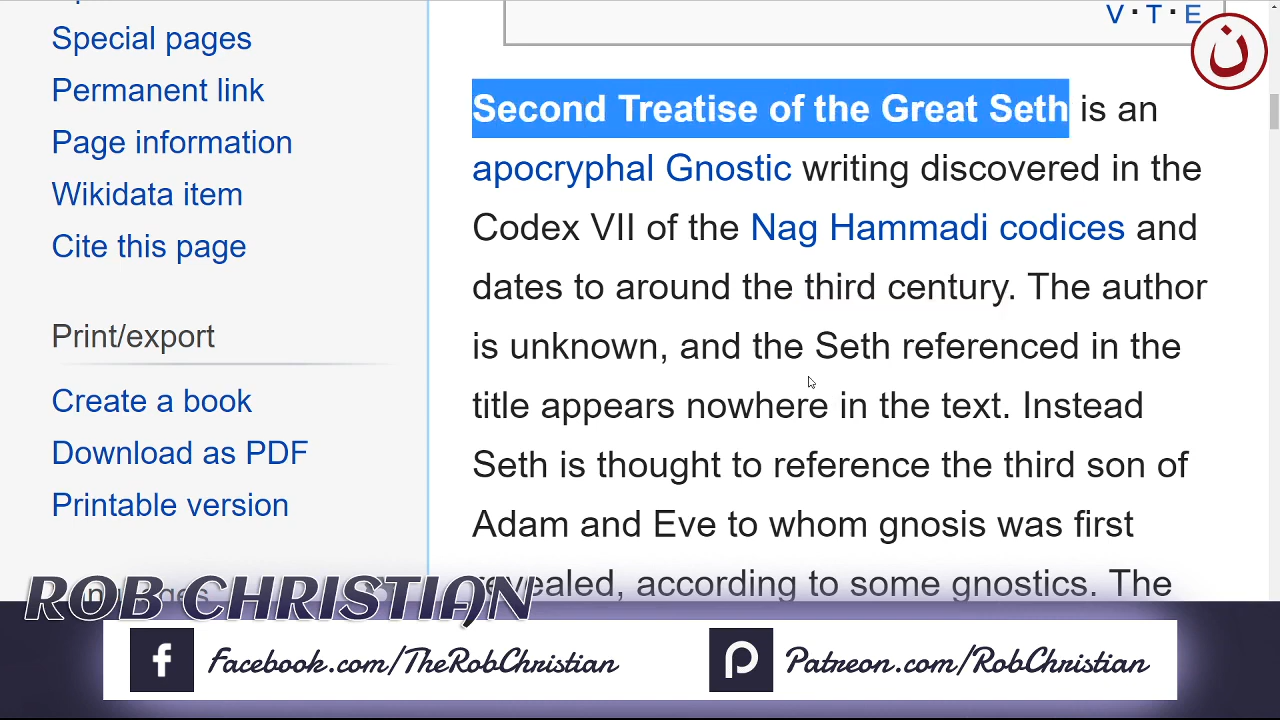 Special pages
Permanent link
Page information
Wikidata item
Cite this page
Print/export
Create a book
Download as PDF
Printable version
V · T · E
ن
Second Treatise of the Great Seth is an
apocryphal Gnostic writing discovered in the
Codex VII of the Nag Hammadi codices and
dates to around the third century. The author
is unknown, and the Seth referenced in the
title appears nowhere in the text. Instead
Seth is thought to reference the third son of
Adam and Eve to whom gnosis was first
revealed, according to some gnostics. The
ROB CHRISTIAN
Facebook.com/TheRobChristian
Patreon.com/RobChristian